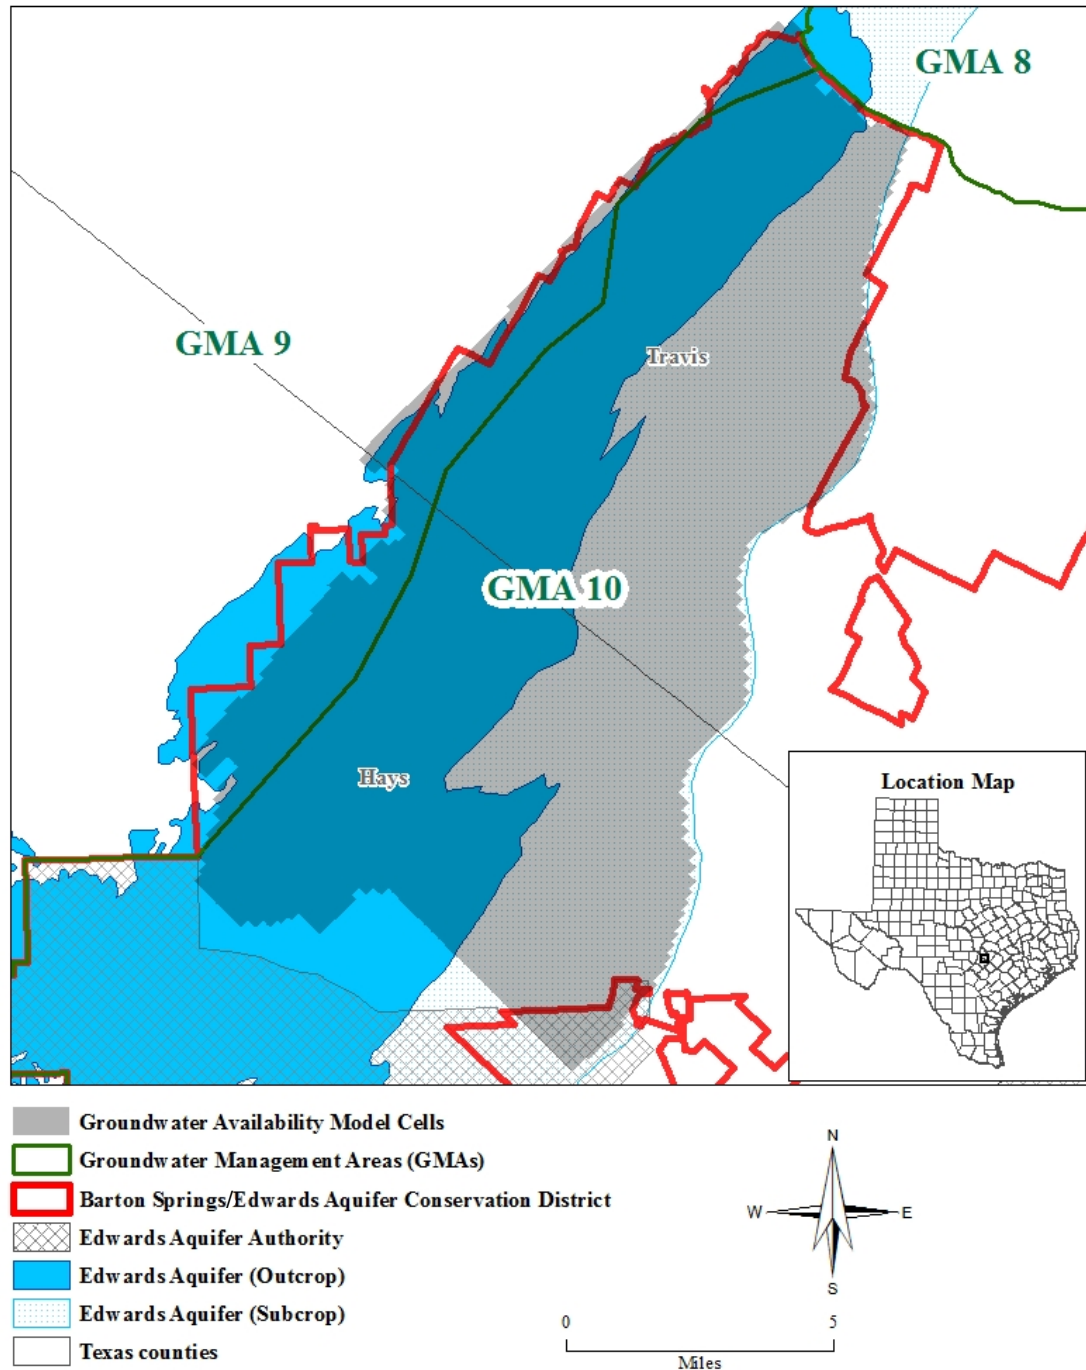 GMA 8
GMA 9
Travis
GMA 10
Hays
Location Map
Groundwater Availability Model Cells
Groundwater Management Areas (GMAs)
Barton Springs/Edwards Aquifer Conservation District
Edwards Aquifer Authority
Edwards Aquifer (Outcrop)
Edwards Aquifer (Subcrop)
Texas counties
N
W
E
S
0
5
Miles